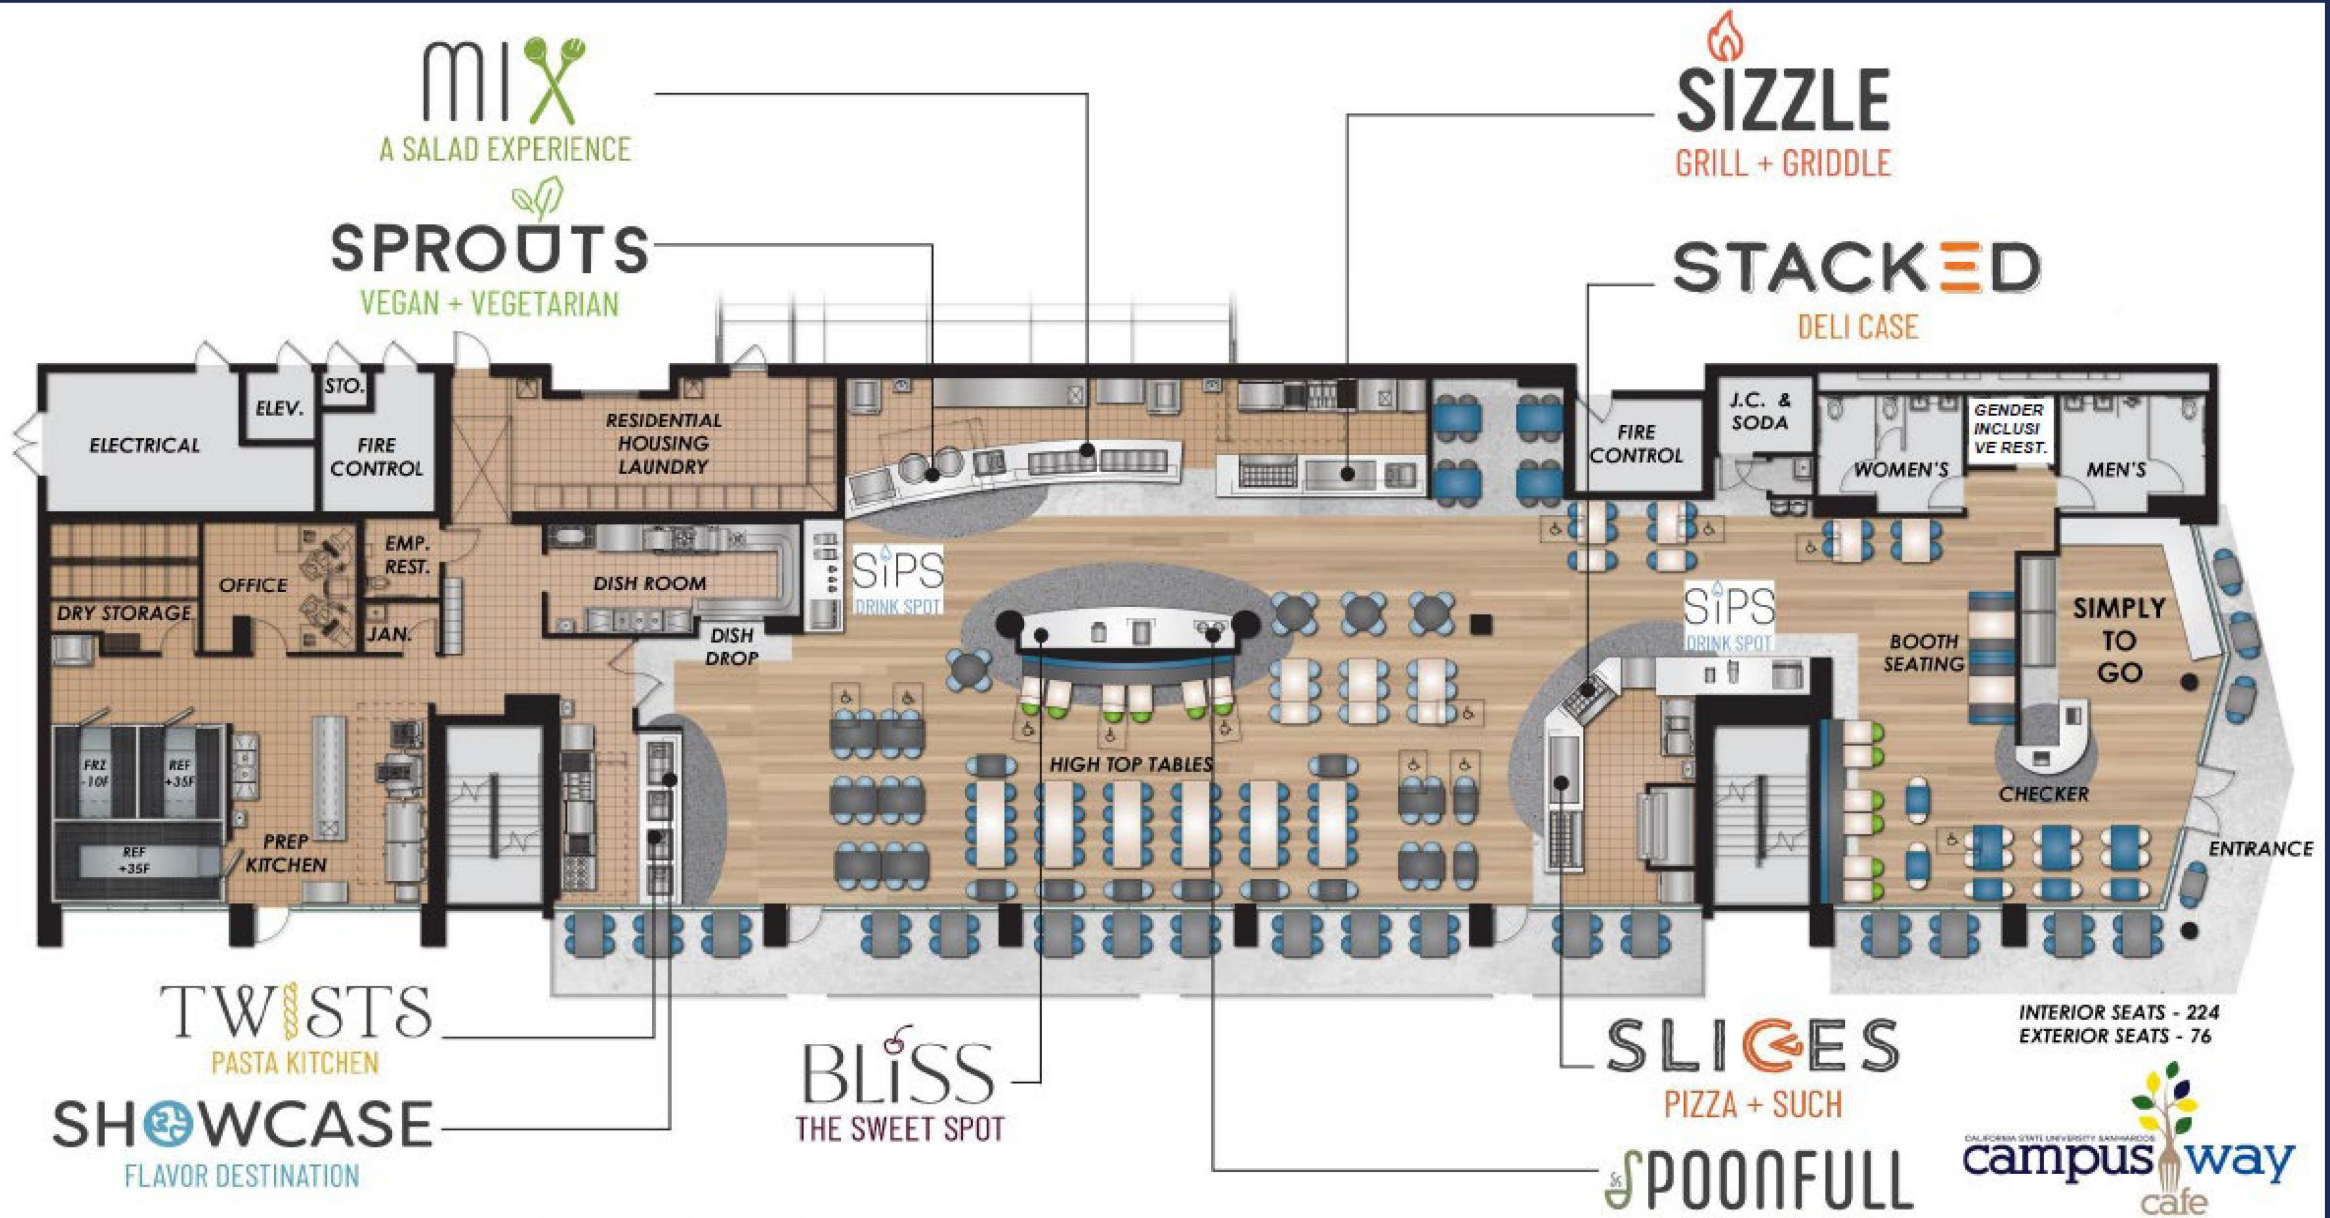 MIX
A SALAD EXPERIENCE
SPROUTS
VEGAN + VEGETARIAN
SIZZLE
GRILL + GRIDDLE
STACKED
DELI CASE
ELECTRICAL
ELEV.
STO.
FIRE
CONTROL
RESIDENTIAL
HOUSING
LAUNDRY
FIRE
CONTROL
J.C. &
SODA
WOMEN'S
GENDER
INCLUSI
VE REST.
MEN'S
DRY STORAGE
OFFICE
EMP.
REST.
JAN.
DISH ROOM
DISH
DROP
SiPS
DRINK SPOT
SiPS
DRINK SPOT
BOOTH
SEATING
SIMPLY
TO
GO
HIGH TOP TABLES
CHECKER
ENTRANCE
FRZ
-10F
REF
+35F
REF
+35F
PREP
KITCHEN
TWISTS
PASTA KITCHEN
SHOWCASE
FLAVOR DESTINATION
BLiSS
THE SWEET SPOT
SLICES
PIZZA + SUCH
SPOONFULL
INTERIOR SEATS - 224
EXTERIOR SEATS - 76
CALIFORNIA STATE UNIVERSITY SAN MARCOS
campus way
cafe